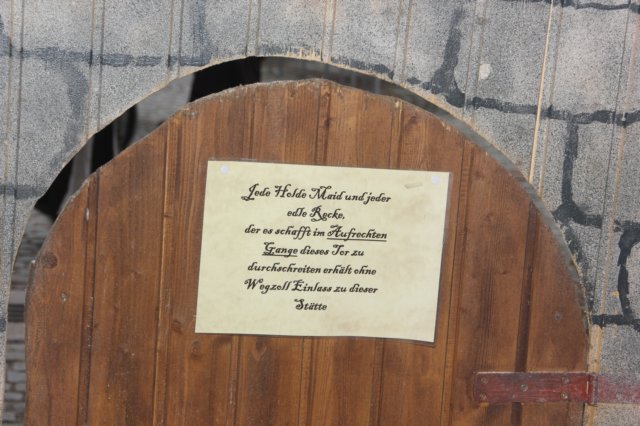 Jede Holde Maid und jeder
edle Recke,
der es schafft im Aufrechten
Gange dieses Tor zu
durchschreiten erhält ohne
Wegzoll Einlass zu dieser
Stätte